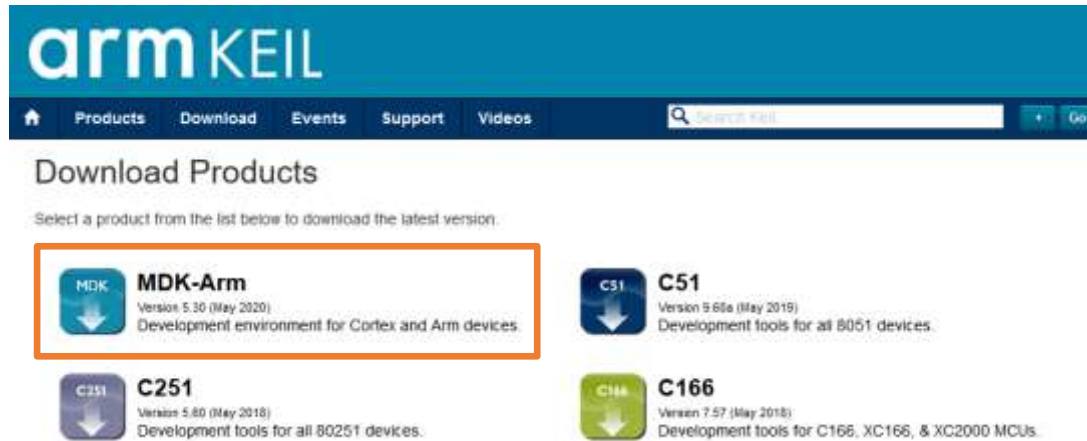 arm KEIL
Products Download Events Support Videos Search Keil Go
Download Products
Select a product from the list below to download the latest version.
MDK
MDK-Arm
Version 5.30 (May 2020)
Development environment for Cortex and Arm devices.
C51
C51
Version 9.60a (May 2019)
Development tools for all 8051 devices.
C251
C251
Version 5.60 (May 2018)
Development tools for all 80251 devices.
C166
C166
Version 7.57 (May 2018)
Development tools for C166, XC166, & XC2000 MCUs.